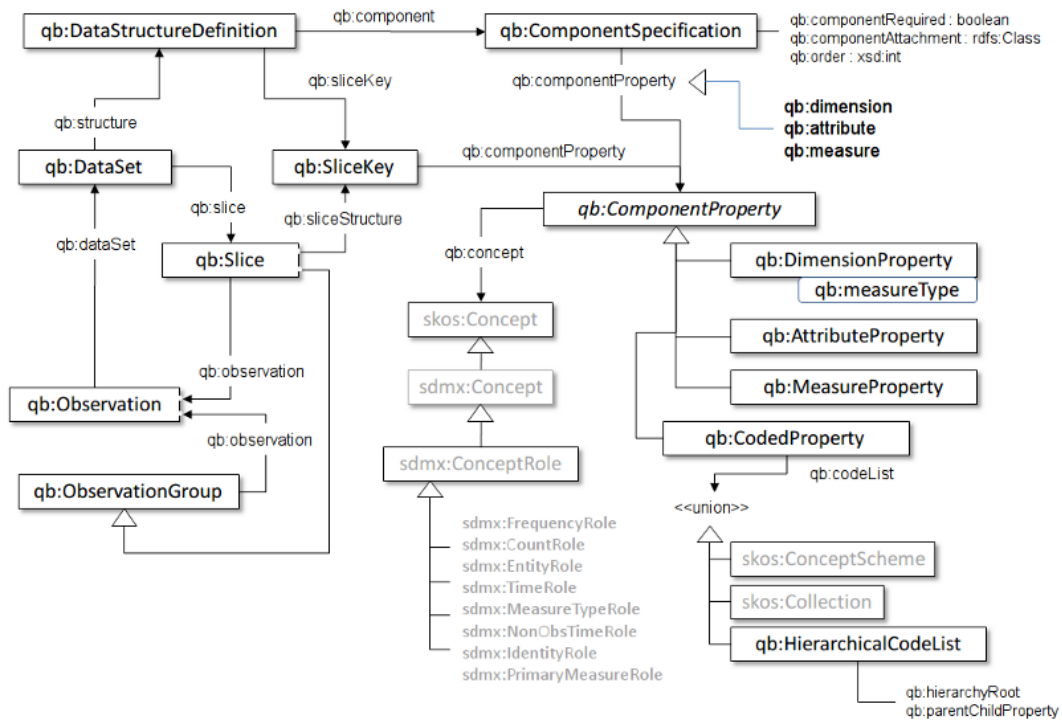 qb:DataStructureDefinition
qb:component
qb:ComponentSpecification
qb:componentRequired : boolean
qb:componentAttachment : rdfs:Class
qb:order : xsd:int
qb:sliceKey
qb:componentProperty
qb:dimension
qb:attribute
qb:measure
qb:structure
qb:DataSet
qb:SliceKey
qb:componentProperty
qb:slice
qb:sliceStructure
qb:ComponentProperty
qb:dataSet
qb:Slice
qb:concept
qb:DimensionProperty
qb:measureType
skos:Concept
qb:AttributeProperty
qb:observation
sdmx:Concept
qb:MeasureProperty
qb:Observation
qb:observation
qb:CodedProperty
sdmx:ConceptRole
qb:codeList
qb:ObservationGroup
<<union>>
sdmx:FrequencyRole
sdmx:CountRole
sdmx:EntityRole
sdmx:TimeRole
sdmx:MeasureTypeRole
sdmx:NonObsTimeRole
sdmx:IdentityRole
sdmx:PrimaryMeasureRole
skos:ConceptScheme
skos:Collection
qb:HierarchicalCodeList
qb:hierarchyRoot
qb:parentChildProperty